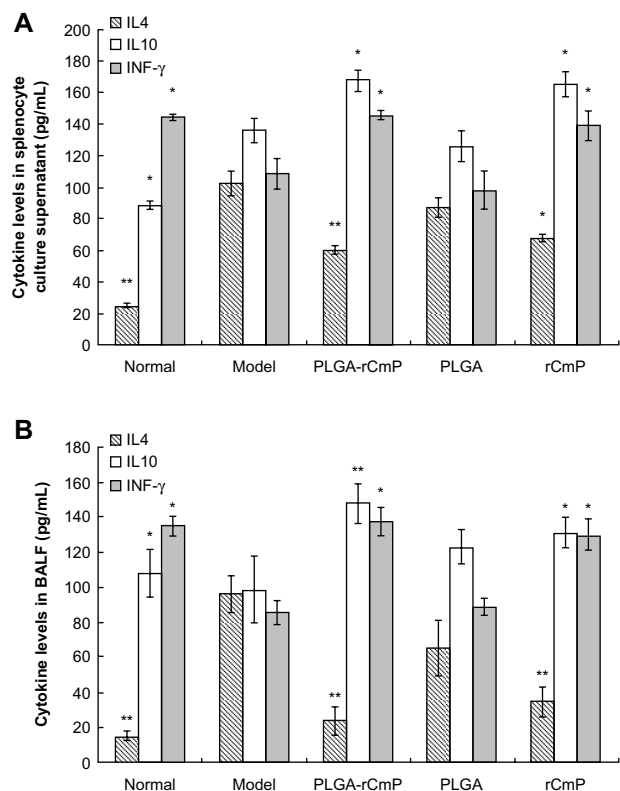 A
IL4
IL10
INF-γ
Cytokine levels in splenocyte
culture supernatant (pg/mL)
200
180
160
140
120
100
80
60
40
20
0
**
*
*
**
*
*
*
*
*
Normal
Model
PLGA-rCmP
PLGA
rCmP
B
IL4
IL10
INF-γ
Cytokine levels in BALF (pg/mL)
180
160
140
120
100
80
60
40
20
0
**
*
*
**
**
*
**
*
*
Normal
Model
PLGA-rCmP
PLGA
rCmP